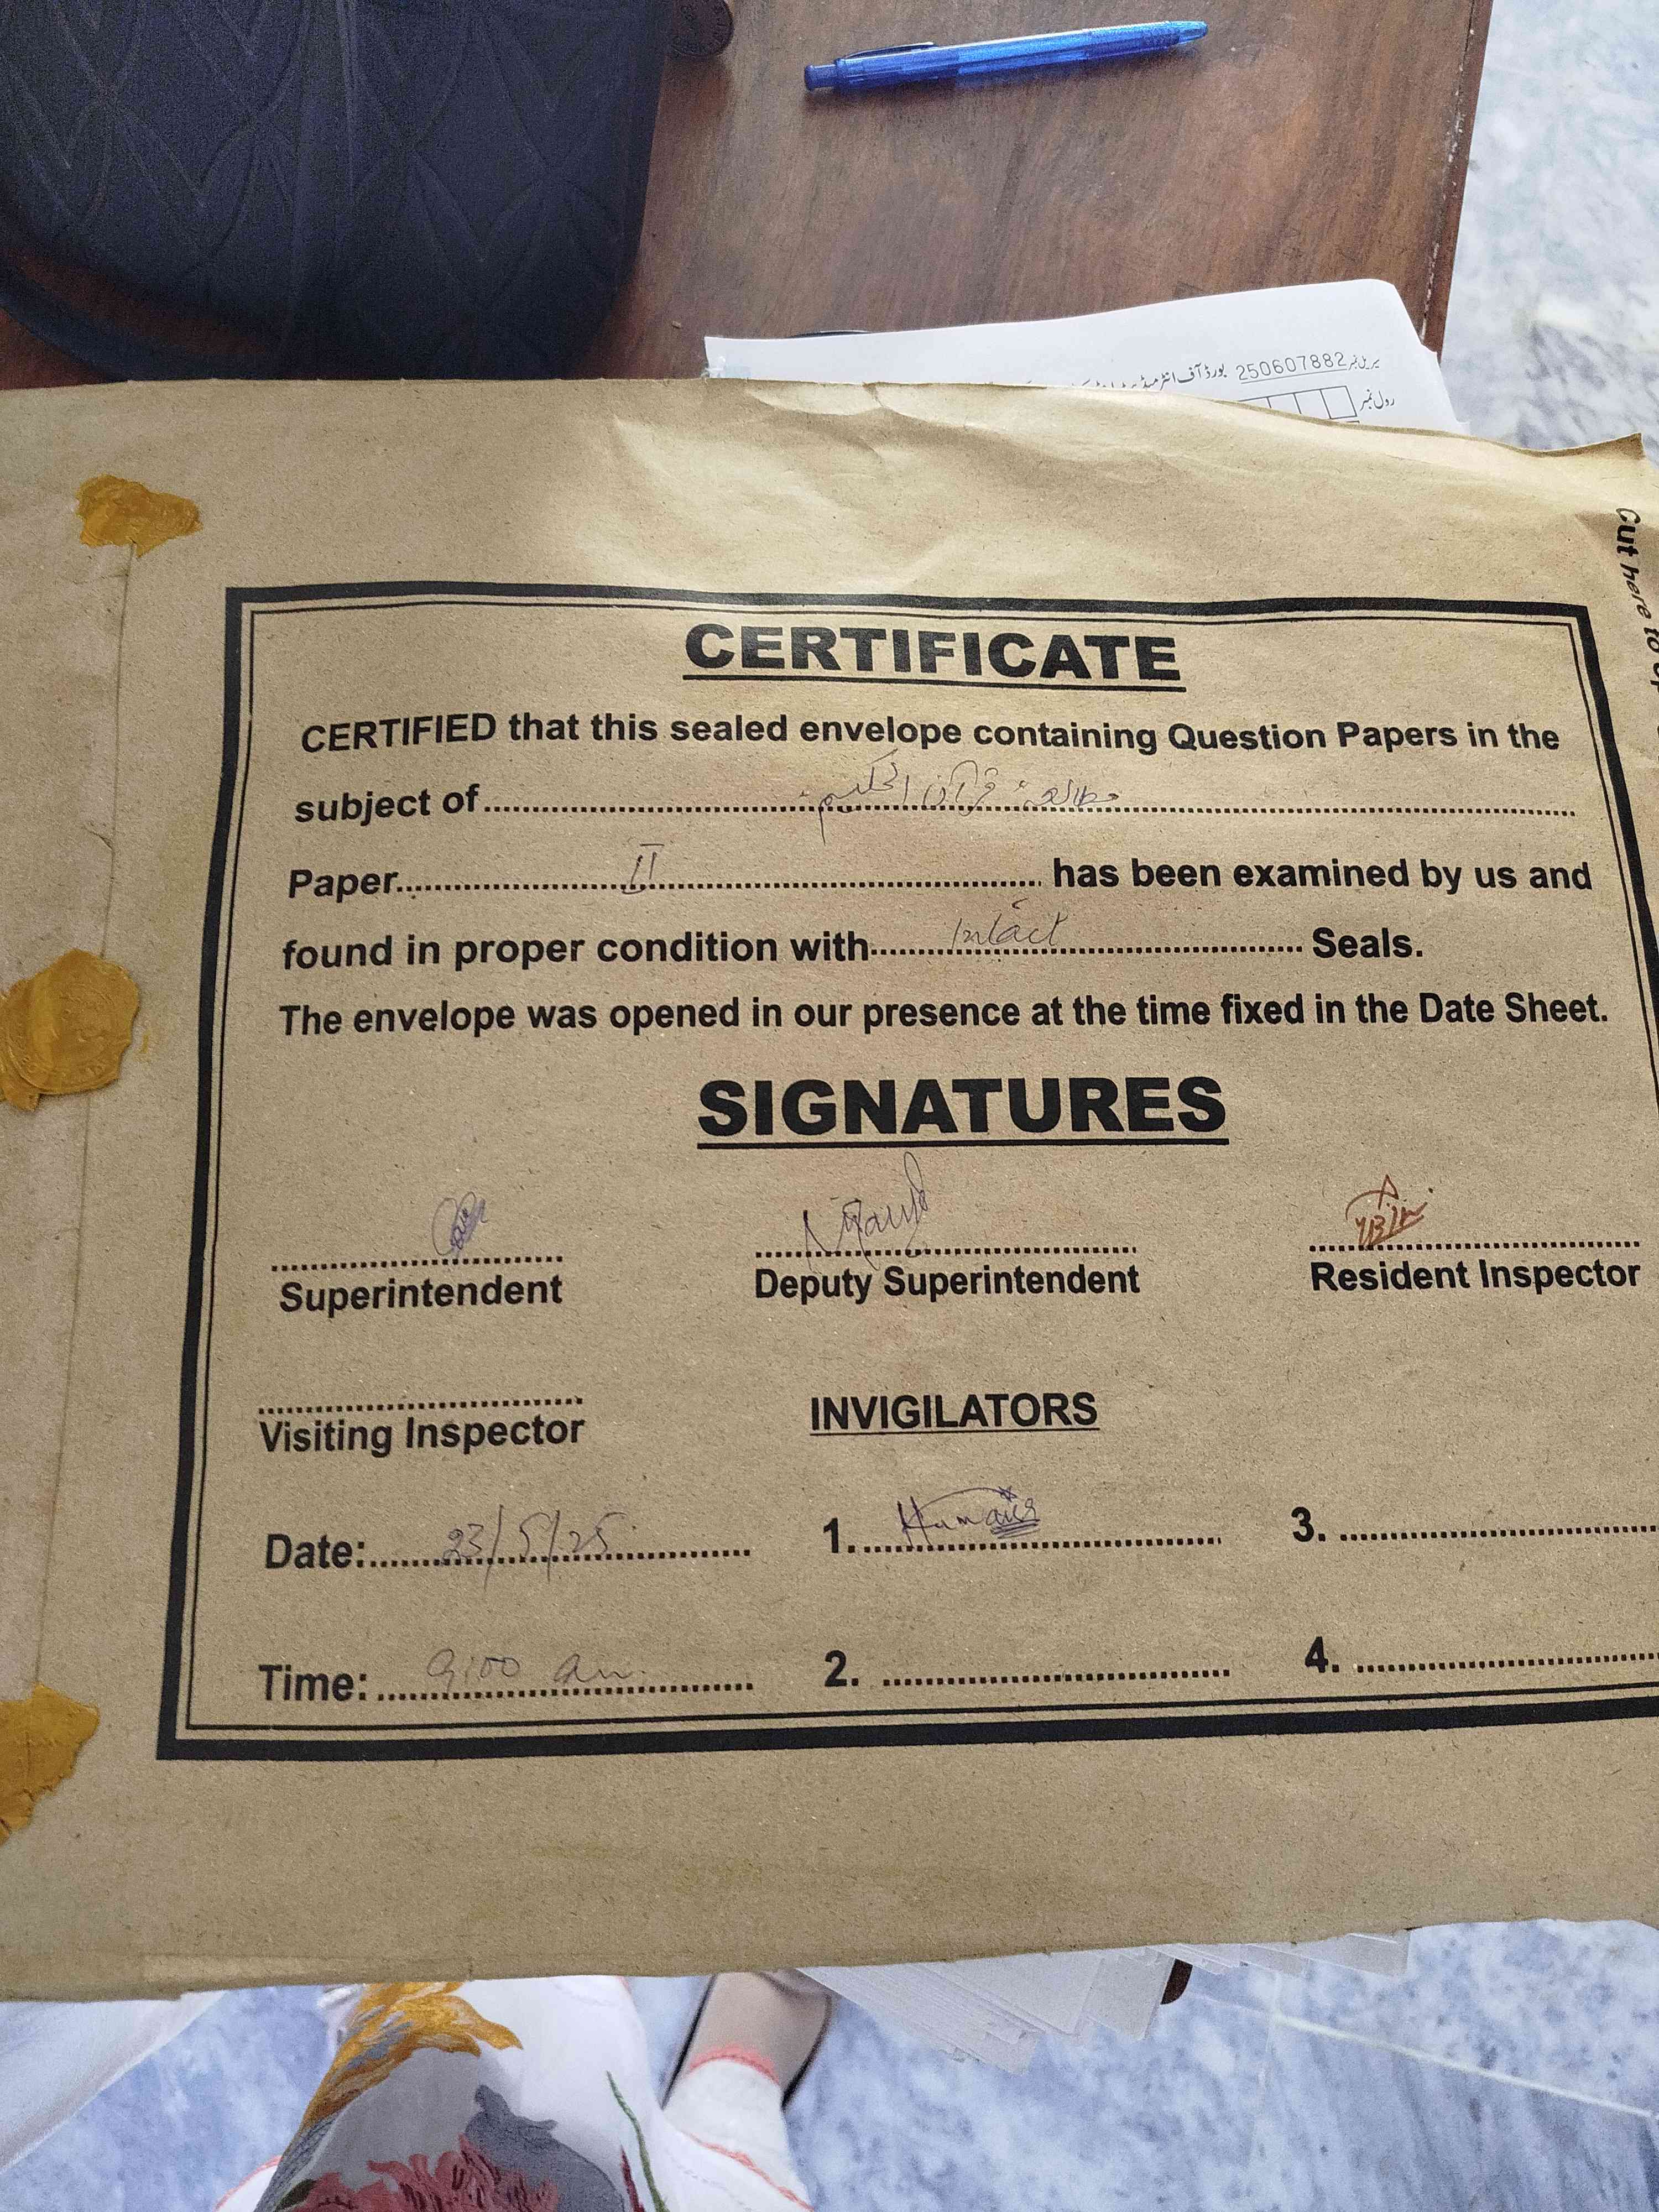 سیریل نمبر 250607882 بورڈ آف انٹرمیڈیٹ
رول نمبر
Cut here to
CERTIFICATE
CERTIFIED that this sealed envelope containing Question Papers in the
subject of مطالعہ قرآن الحکیم
Paper II has been examined by us and
found in proper condition with Intact Seals.
The envelope was opened in our presence at the time fixed in the Date Sheet.
SIGNATURES
Superintendent Deputy Superintendent Resident Inspector
Visiting Inspector INVIGILATORS
Date: 23/5/25 1. 3.
Time: 9:00 am. 2. 4.